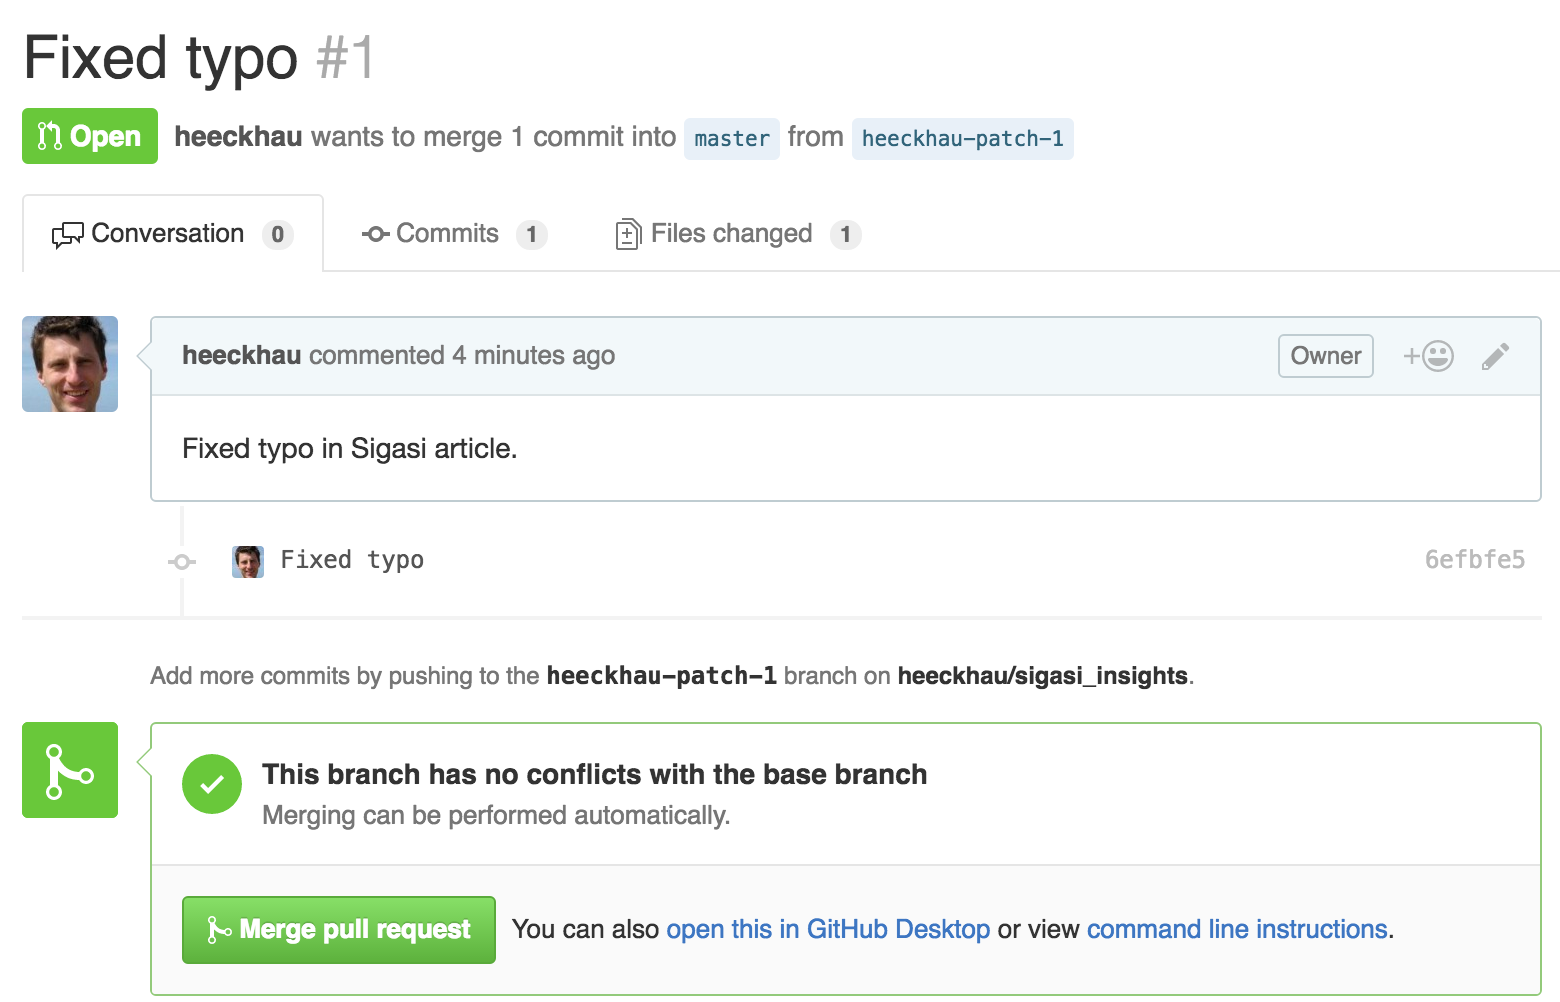 Fixed typo #1
Open heeckhau wants to merge 1 commit into master from heeckhau-patch-1
Conversation 0 Commits 1 Files changed 1
heeckhau commented 4 minutes ago Owner +
Fixed typo in Sigasi article.
Fixed typo 6efbfe5
Add more commits by pushing to the heeckhau-patch-1 branch on heeckhau/sigasi_insights.
This branch has no conflicts with the base branch
Merging can be performed automatically.
Merge pull request You can also open this in GitHub Desktop or view command line instructions.